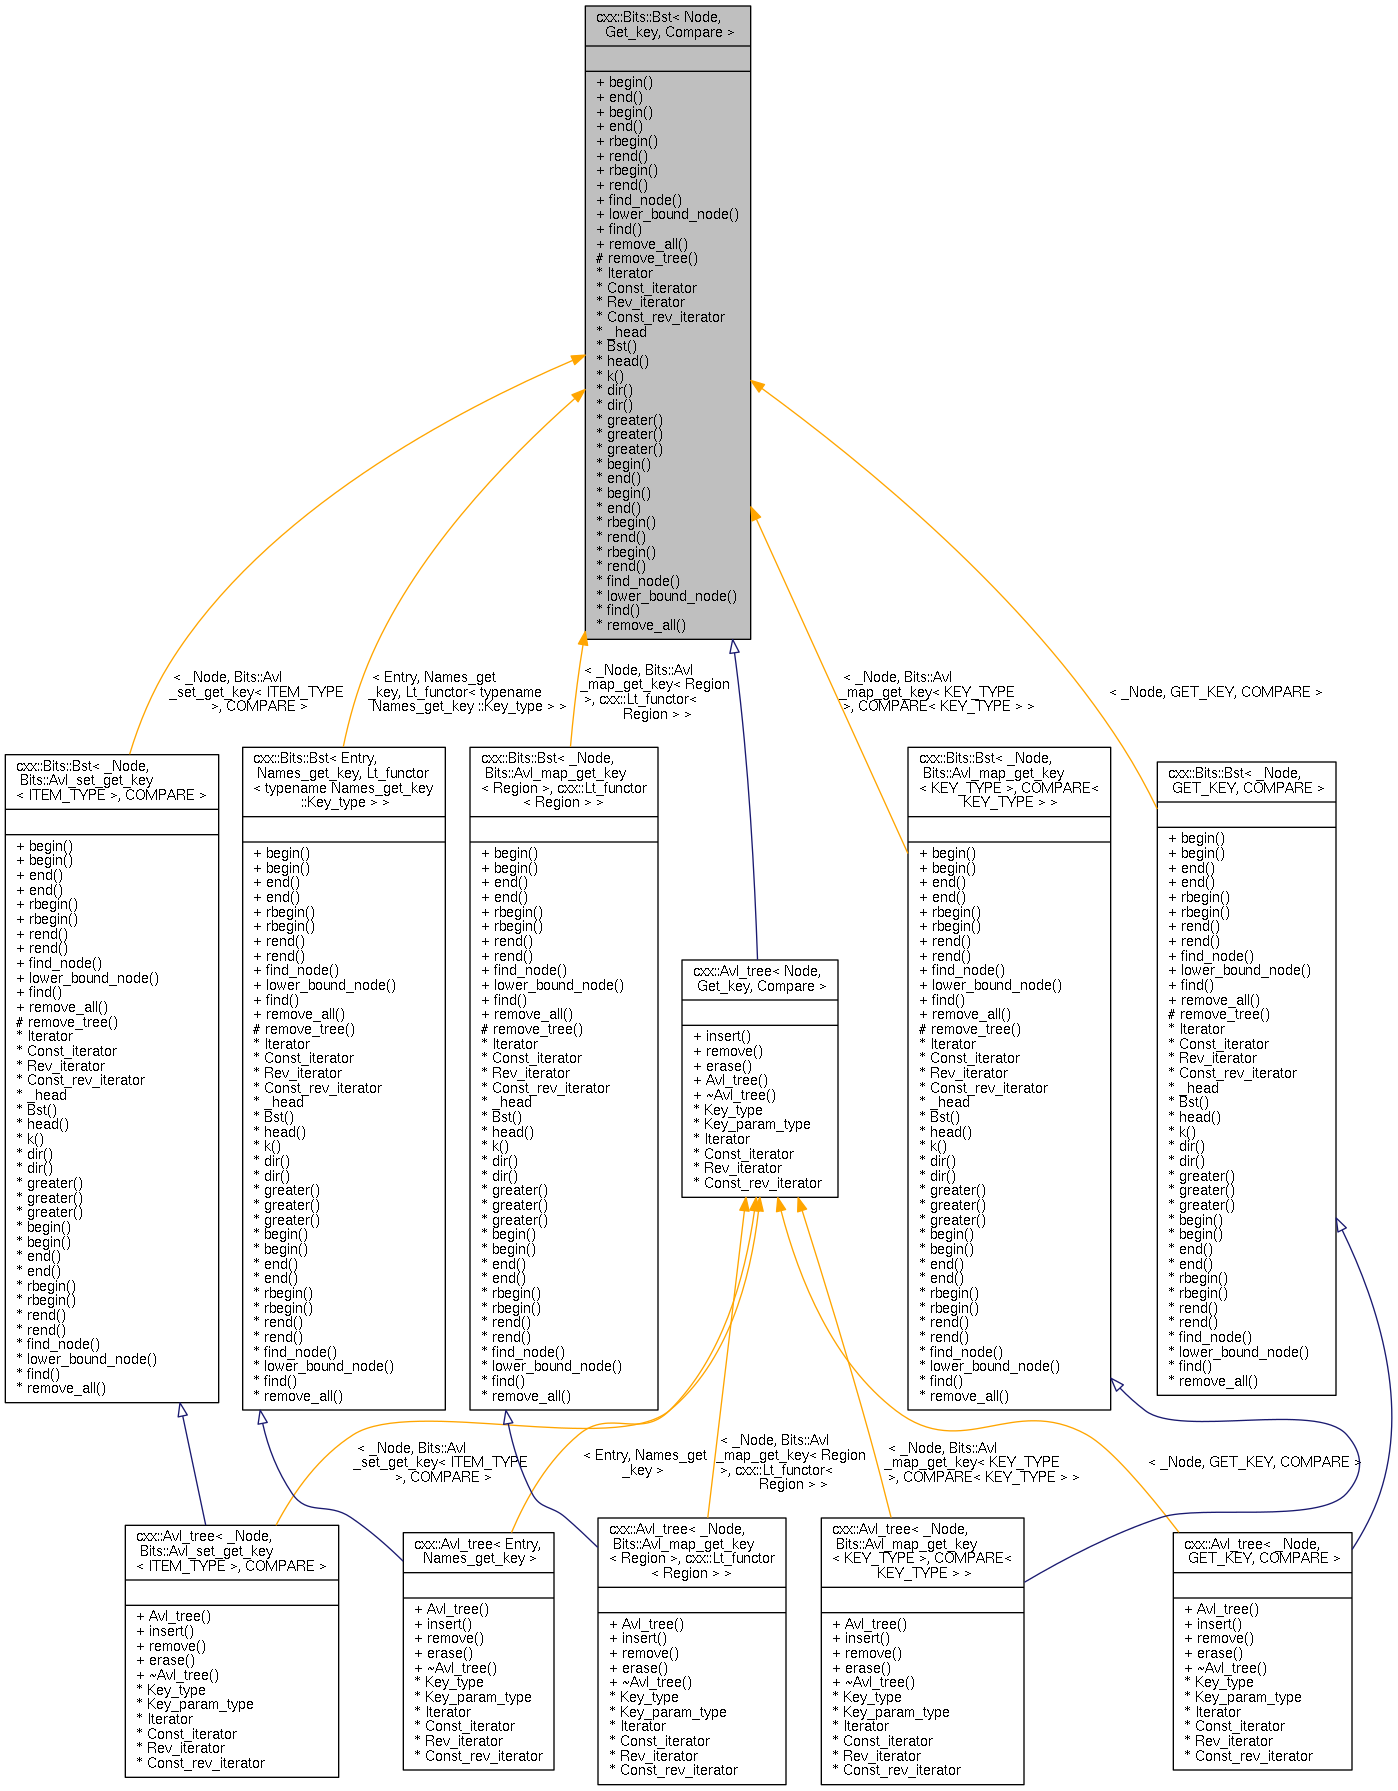 cxx::Bits::Bst< Node,
Get_key, Compare >
+ begin()
+ end()
+ begin()
+ end()
+ rbegin()
+ rend()
+ rbegin()
+ rend()
+ find_node()
+ lower_bound_node()
+ find()
+ remove_all()
# remove_tree()
* Iterator
* Const_iterator
* Rev_iterator
* Const_rev_iterator
* _head
* Bst()
* head()
* k()
* dir()
* dir()
* greater()
* greater()
* greater()
* begin()
* end()
* begin()
* end()
* rbegin()
* rend()
* rbegin()
* rend()
* find_node()
* lower_bound_node()
* find()
* remove_all()
< _Node, Bits::Avl
_set_get_key< ITEM_TYPE
>, COMPARE >
< Entry, Names_get
_key, Lt_functor< typename
Names_get_key ::Key_type > >
< _Node, Bits::Avl
_map_get_key< Region
>, cxx::Lt_functor<
Region > >
< _Node, Bits::Avl
_map_get_key< KEY_TYPE
>, COMPARE< KEY_TYPE > >
< _Node, GET_KEY, COMPARE >
cxx::Bits::Bst< _Node,
Bits::Avl_set_get_key
< ITEM_TYPE >, COMPARE >
+ begin()
+ begin()
+ end()
+ end()
+ rbegin()
+ rbegin()
+ rend()
+ rend()
+ find_node()
+ lower_bound_node()
+ find()
+ remove_all()
# remove_tree()
* Iterator
* Const_iterator
* Rev_iterator
* Const_rev_iterator
* _head
* Bst()
* head()
* k()
* dir()
* dir()
* greater()
* greater()
* greater()
* begin()
* begin()
* end()
* end()
* rbegin()
* rbegin()
* rend()
* rend()
* find_node()
* lower_bound_node()
* find()
* remove_all()
cxx::Bits::Bst< Entry,
Names_get_key, Lt_functor
< typename Names_get_key
::Key_type > >
+ begin()
+ begin()
+ end()
+ end()
+ rbegin()
+ rbegin()
+ rend()
+ rend()
+ find_node()
+ lower_bound_node()
+ find()
+ remove_all()
# remove_tree()
* Iterator
* Const_iterator
* Rev_iterator
* Const_rev_iterator
* _head
* Bst()
* head()
* k()
* dir()
* dir()
* greater()
* greater()
* greater()
* begin()
* begin()
* end()
* end()
* rbegin()
* rbegin()
* rend()
* rend()
* find_node()
* lower_bound_node()
* find()
* remove_all()
cxx::Bits::Bst< _Node,
Bits::Avl_map_get_key
< Region >, cxx::Lt_functor
< Region > >
+ begin()
+ begin()
+ end()
+ end()
+ rbegin()
+ rbegin()
+ rend()
+ rend()
+ find_node()
+ lower_bound_node()
+ find()
+ remove_all()
# remove_tree()
* Iterator
* Const_iterator
* Rev_iterator
* Const_rev_iterator
* _head
* Bst()
* head()
* k()
* dir()
* dir()
* greater()
* greater()
* greater()
* begin()
* begin()
* end()
* end()
* rbegin()
* rbegin()
* rend()
* rend()
* find_node()
* lower_bound_node()
* find()
* remove_all()
cxx::Avl_tree< Node,
Get_key, Compare >
+ insert()
+ remove()
+ erase()
+ Avl_tree()
+ ~Avl_tree()
* Key_type
* Key_param_type
* Iterator
* Const_iterator
* Rev_iterator
* Const_rev_iterator
cxx::Bits::Bst< _Node,
Bits::Avl_map_get_key
< KEY_TYPE >, COMPARE<
KEY_TYPE > >
+ begin()
+ begin()
+ end()
+ end()
+ rbegin()
+ rbegin()
+ rend()
+ rend()
+ find_node()
+ lower_bound_node()
+ find()
+ remove_all()
# remove_tree()
* Iterator
* Const_iterator
* Rev_iterator
* Const_rev_iterator
* _head
* Bst()
* head()
* k()
* dir()
* dir()
* greater()
* greater()
* greater()
* begin()
* begin()
* end()
* end()
* rbegin()
* rbegin()
* rend()
* rend()
* find_node()
* lower_bound_node()
* find()
* remove_all()
cxx::Bits::Bst< _Node,
GET_KEY, COMPARE >
+ begin()
+ begin()
+ end()
+ end()
+ rbegin()
+ rbegin()
+ rend()
+ rend()
+ find_node()
+ lower_bound_node()
+ find()
+ remove_all()
# remove_tree()
* Iterator
* Const_iterator
* Rev_iterator
* Const_rev_iterator
* _head
* Bst()
* head()
* k()
* dir()
* dir()
* greater()
* greater()
* greater()
* begin()
* begin()
* end()
* end()
* rbegin()
* rbegin()
* rend()
* rend()
* find_node()
* lower_bound_node()
* find()
* remove_all()
< _Node, Bits::Avl
_set_get_key< ITEM_TYPE
>, COMPARE >
< Entry, Names_get
_key >
< _Node, Bits::Avl
_map_get_key< Region
>, cxx::Lt_functor<
Region > >
< _Node, Bits::Avl
_map_get_key< KEY_TYPE
>, COMPARE< KEY_TYPE > >
< _Node, GET_KEY, COMPARE >
cxx::Avl_tree< _Node,
Bits::Avl_set_get_key
< ITEM_TYPE >, COMPARE >
+ Avl_tree()
+ insert()
+ remove()
+ erase()
+ ~Avl_tree()
* Key_type
* Key_param_type
* Iterator
* Const_iterator
* Rev_iterator
* Const_rev_iterator
cxx::Avl_tree< Entry,
Names_get_key >
+ Avl_tree()
+ insert()
+ remove()
+ erase()
+ ~Avl_tree()
* Key_type
* Key_param_type
* Iterator
* Const_iterator
* Rev_iterator
* Const_rev_iterator
cxx::Avl_tree< _Node,
Bits::Avl_map_get_key
< Region >, cxx::Lt_functor
< Region > >
+ Avl_tree()
+ insert()
+ remove()
+ erase()
+ ~Avl_tree()
* Key_type
* Key_param_type
* Iterator
* Const_iterator
* Rev_iterator
* Const_rev_iterator
cxx::Avl_tree< _Node,
Bits::Avl_map_get_key
< KEY_TYPE >, COMPARE<
KEY_TYPE > >
+ Avl_tree()
+ insert()
+ remove()
+ erase()
+ ~Avl_tree()
* Key_type
* Key_param_type
* Iterator
* Const_iterator
* Rev_iterator
* Const_rev_iterator
cxx::Avl_tree< _Node,
GET_KEY, COMPARE >
+ Avl_tree()
+ insert()
+ remove()
+ erase()
+ ~Avl_tree()
* Key_type
* Key_param_type
* Iterator
* Const_iterator
* Rev_iterator
* Const_rev_iterator